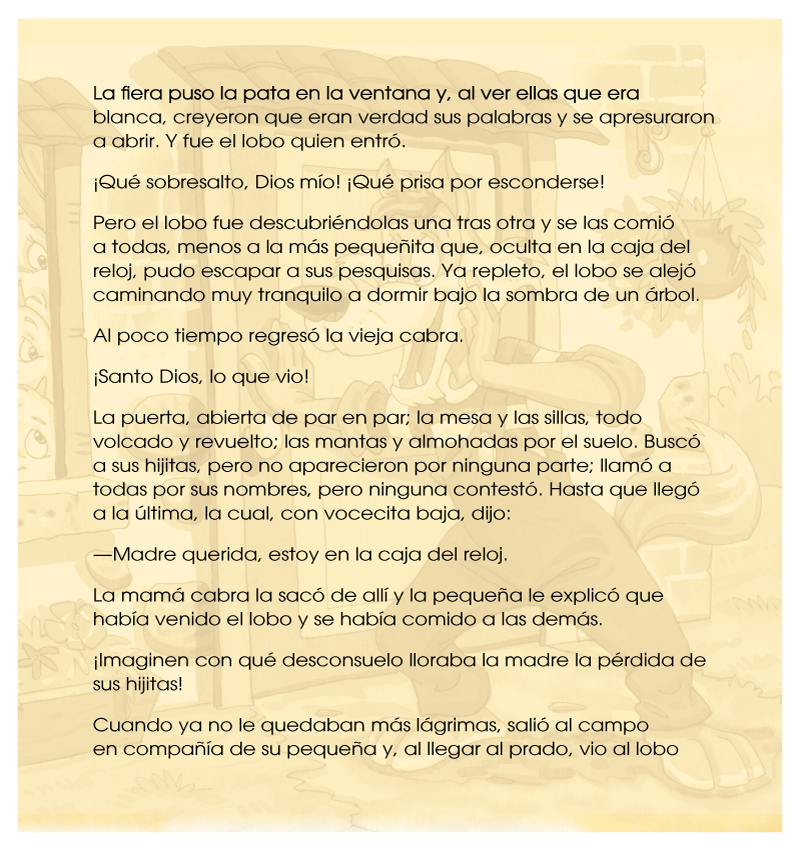 La fiera puso la pata en la ventana y, al ver ellas que era
blanca, creyeron que eran verdad sus palabras y se apresuraron
a abrir. Y fue el lobo quien entró.
¡Qué sobresalto, Dios mío! ¡Qué prisa por esconderse!
Pero el lobo fue descubriéndolas una tras otra y se las comió
a todas, menos a la más pequeñita que, oculta en la caja del
reloj, pudo escapar a sus pesquisas. Ya repleto, el lobo se alejó
caminando muy tranquilo a dormir bajo la sombra de un árbol.
Al poco tiempo regresó la vieja cabra.
¡Santo Dios, lo que vio!
La puerta, abierta de par en par; la mesa y las sillas, todo
volcado y revuelto; las mantas y almohadas por el suelo. Buscó
a sus hijitas, pero no aparecieron por ninguna parte; llamó a
todas por sus nombres, pero ninguna contestó. Hasta que llegó
a la última, la cual, con vocecita baja, dijo:
—Madre querida, estoy en la caja del reloj.
La mamá cabra la sacó de allí y la pequeña le explicó que
había venido el lobo y se había comido a las demás.
¡Imaginen con qué desconsuelo lloraba la madre la pérdida de
sus hijitas!
Cuando ya no le quedaban más lágrimas, salió al campo
en compañía de su pequeña y, al llegar al prado, vio al lobo